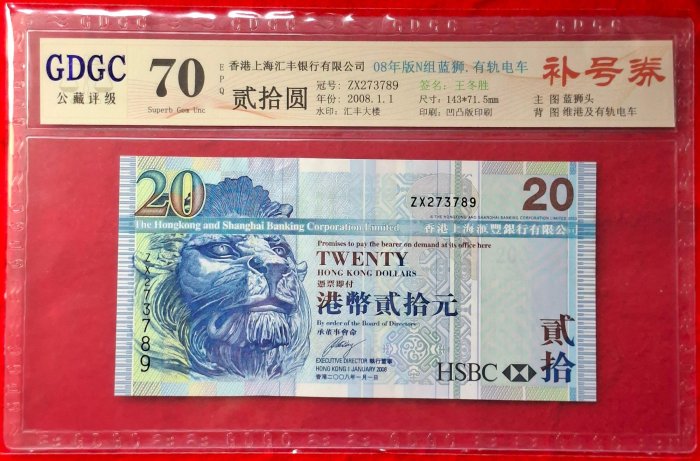 GDGC
公藏评级
70
Superb Gem Unc
E
P
Q
香港上海汇丰银行有限公司
贰拾圆
08年版N组蓝狮.有轨电车
冠号: ZX273789
签名: 王冬胜
年份: 2008.1.1
尺寸: 143*71.5mm
水印: 汇丰大楼
印刷: 凹凸版印刷
补号券
主 图 蓝狮头
背 图 维港及有轨电车
20
ZX273789
20
© THE HONGKONG AND SHANGHAI BANKING CORPORATION LIMITED
The Hongkong and Shanghai Banking Corporation Limited
香港上海滙豐銀行有限公司
Promises to pay the bearer on demand at its office here
TWENTY
HONG KONG DOLLARS
憑票即付
港幣貳拾元
By order of the Board of Directors
承董事會命
EXECUTIVE DIRECTOR 執行董事
HONG KONG 1 JANUARY 2008
香港二〇〇八年一月一日
ZX273789
貳拾
HSBC